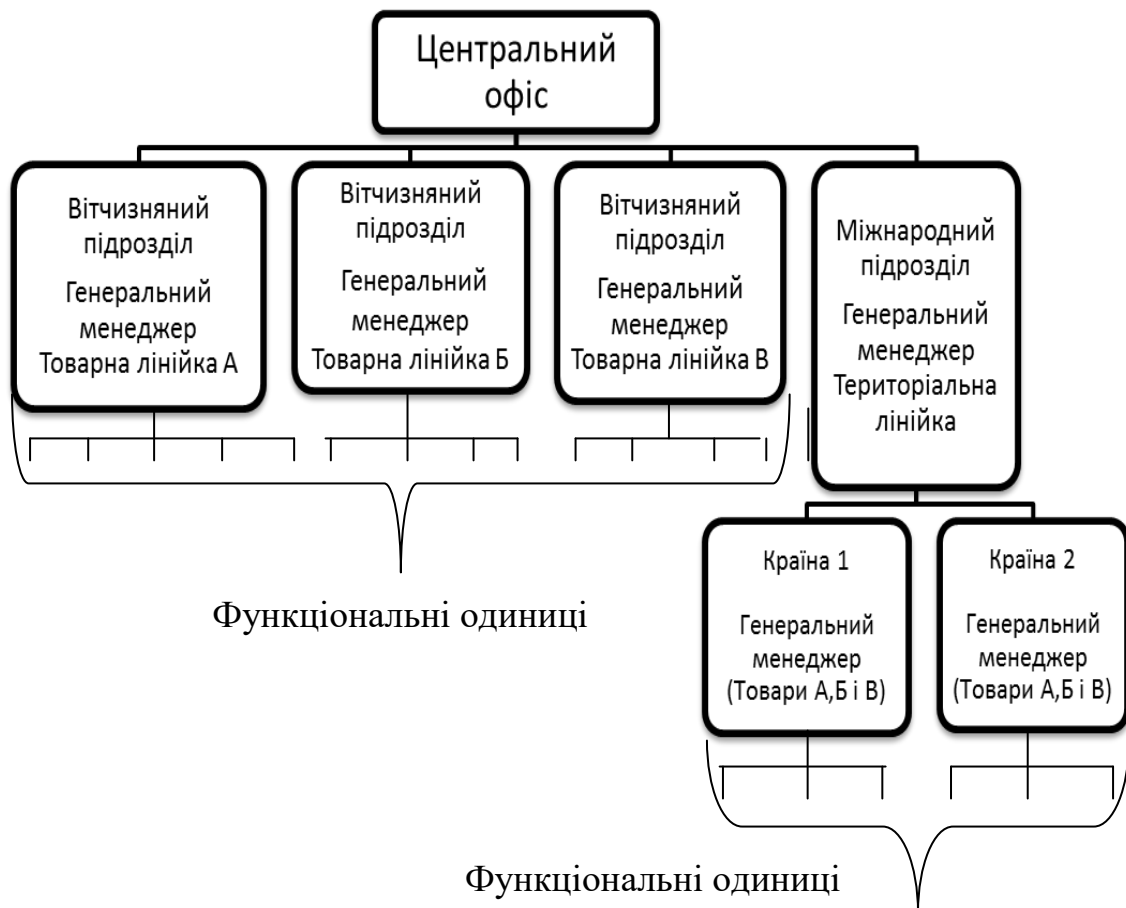 Центральний
офіс
Вітчизняний
підрозділ
Генеральний
менеджер
Товарна лінійка А
Вітчизняний
підрозділ
Генеральний
менеджер
Товарна лінійка Б
Вітчизняний
підрозділ
Генеральний
менеджер
Товарна лінійка В
Міжнародний
підрозділ
Генеральний
менеджер
Територіальна
лінійка
Функціональні одиниці
Країна 1
Генеральний
менеджер
(Товари А,Б і В)
Країна 2
Генеральний
менеджер
(Товари А,Б і В)
Функціональні одиниці